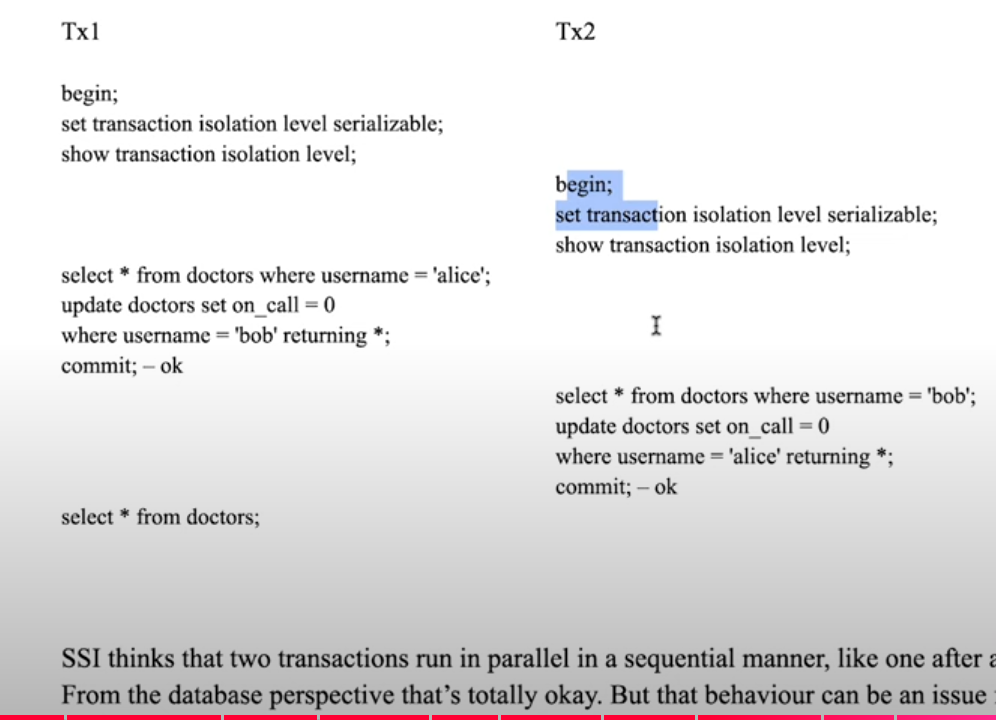 Tx1
Tx2
begin;
set transaction isolation level serializable;
show transaction isolation level;
begin;
set transaction isolation level serializable;
show transaction isolation level;
select * from doctors where username = 'alice';
update doctors set on_call = 0
where username = 'bob' returning *;
commit; – ok
select * from doctors where username = 'bob';
update doctors set on_call = 0
where username = 'alice' returning *;
commit; – ok
select * from doctors;
SSI thinks that two transactions run in parallel in a sequential manner, like one after
From the database perspective that’s totally okay. But that behaviour can be an issue